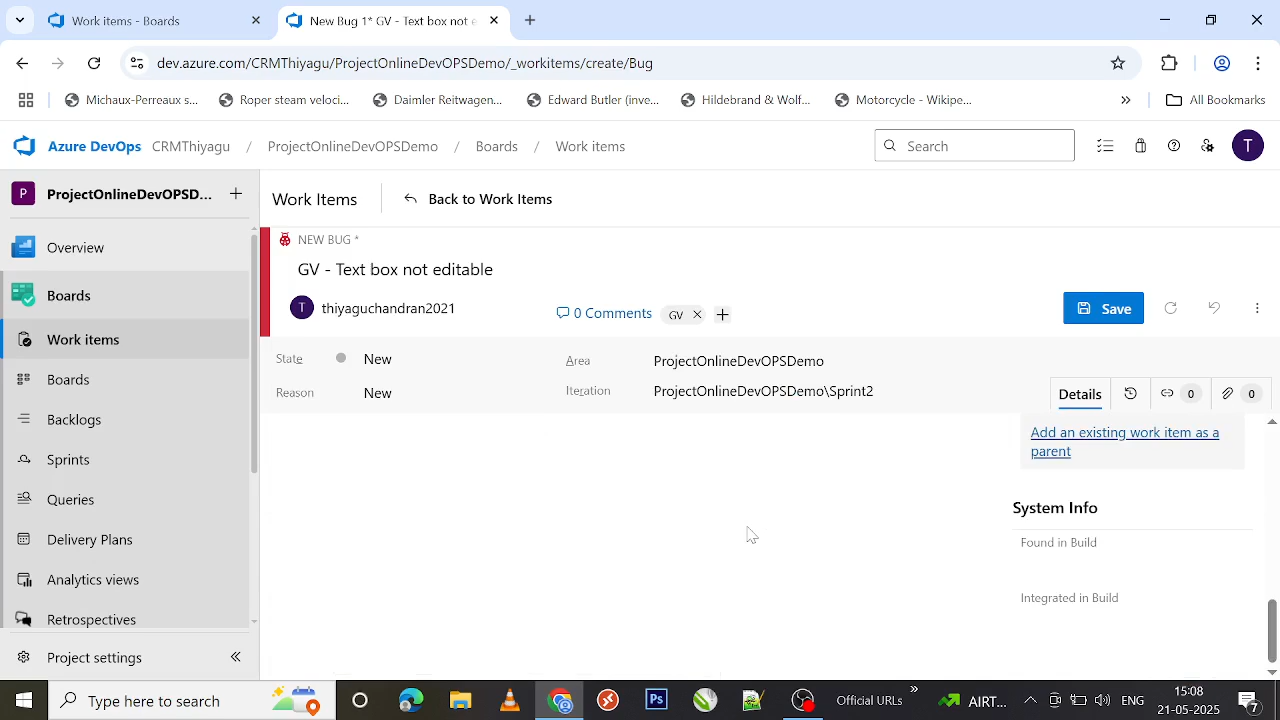 Work items - Boards
New Bug 1* GV - Text box not e
dev.azure.com/CRMThiyagu/ProjectOnlineDevOPSDemo/_workitems/create/Bug
Michaux-Perreaux s...
Roper steam veloci...
Daimler Reitwagen...
Edward Butler (inve...
Hildebrand & Wolf...
Motorcycle - Wikipe...
All Bookmarks
Azure DevOps
CRMThiyagu / ProjectOnlineDevOPSDemo / Boards / Work items
Search
T
P
ProjectOnlineDevOPSD...
Work Items
Back to Work Items
Overview
Boards
Work items
Boards
Backlogs
Sprints
Queries
Delivery Plans
Analytics views
Retrospectives
Project settings
NEW BUG *
GV - Text box not editable
T
thiyaguchandran2021
0 Comments
GV
Save
State
New
Area
ProjectOnlineDevOPSDemo
Reason
New
Iteration
ProjectOnlineDevOPSDemo\Sprint2
Details
0
0
Add an existing work item as a
parent
System Info
Found in Build
Integrated in Build
Type here to search
Ps
Official URLs
AIRT...
ENG
15:08
21-05-2025
7